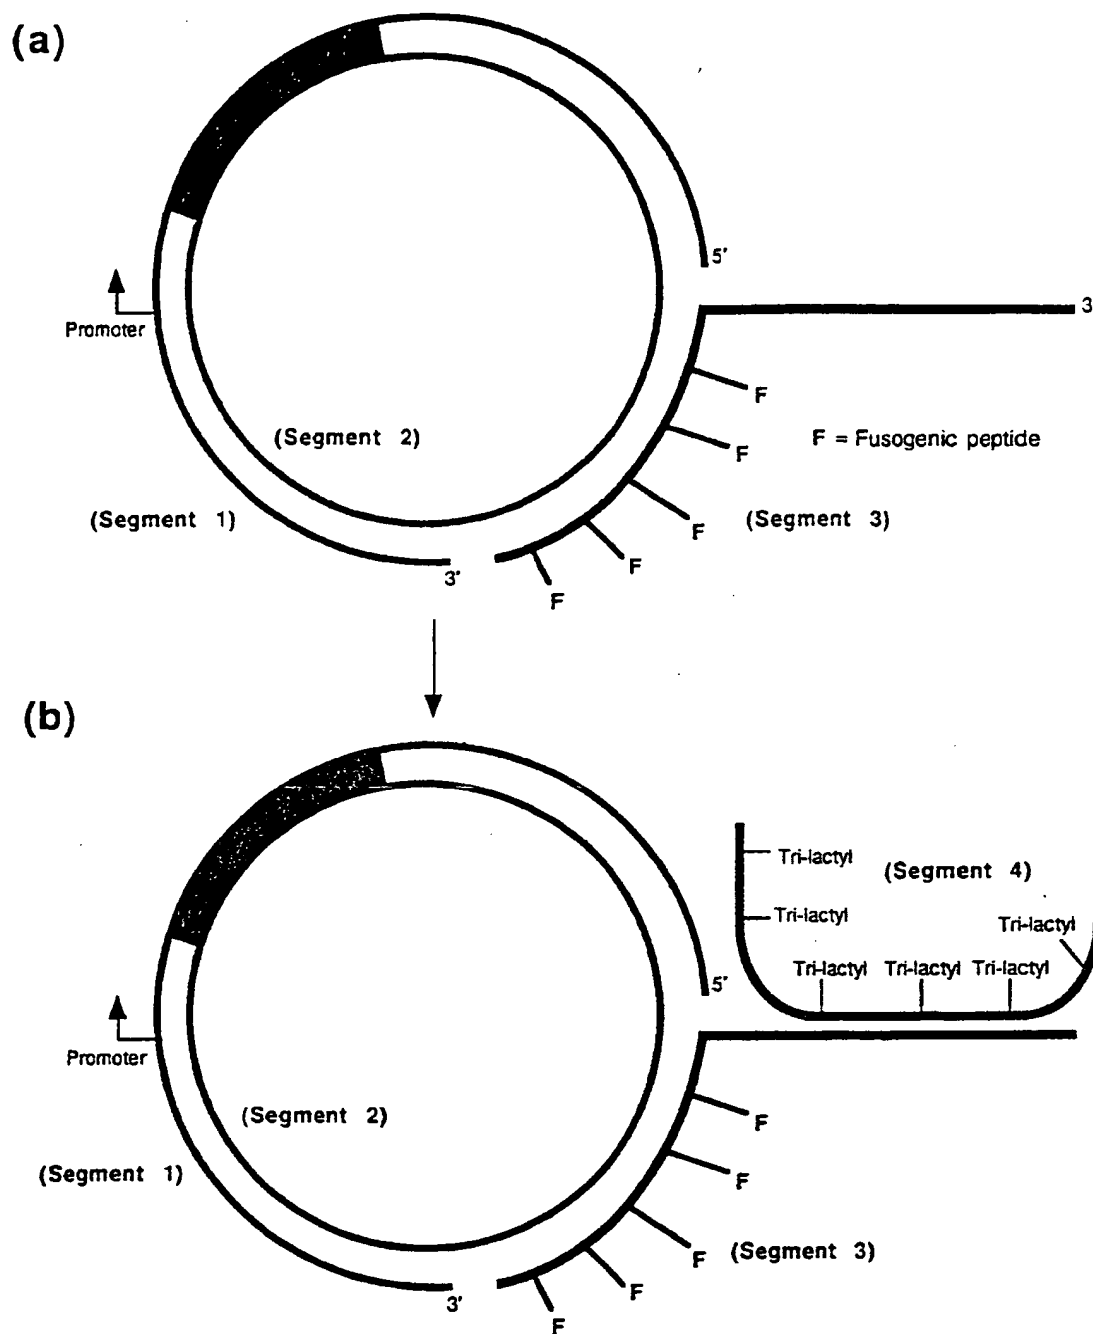 (a)
5'
3
Promoter
F
F
(Segment 2)
F = Fusogenic peptide
(Segment 1)
F
(Segment 3)
F
3'
F
(b)
Tri-lactyl
(Segment 4)
Tri-lactyl
Tri-lactyl
Tri-lactyl
Tri-lactyl
Tri-lactyl
5'
Promoter
(Segment 2)
F
(Segment 1)
F
F
(Segment 3)
F
3'
F